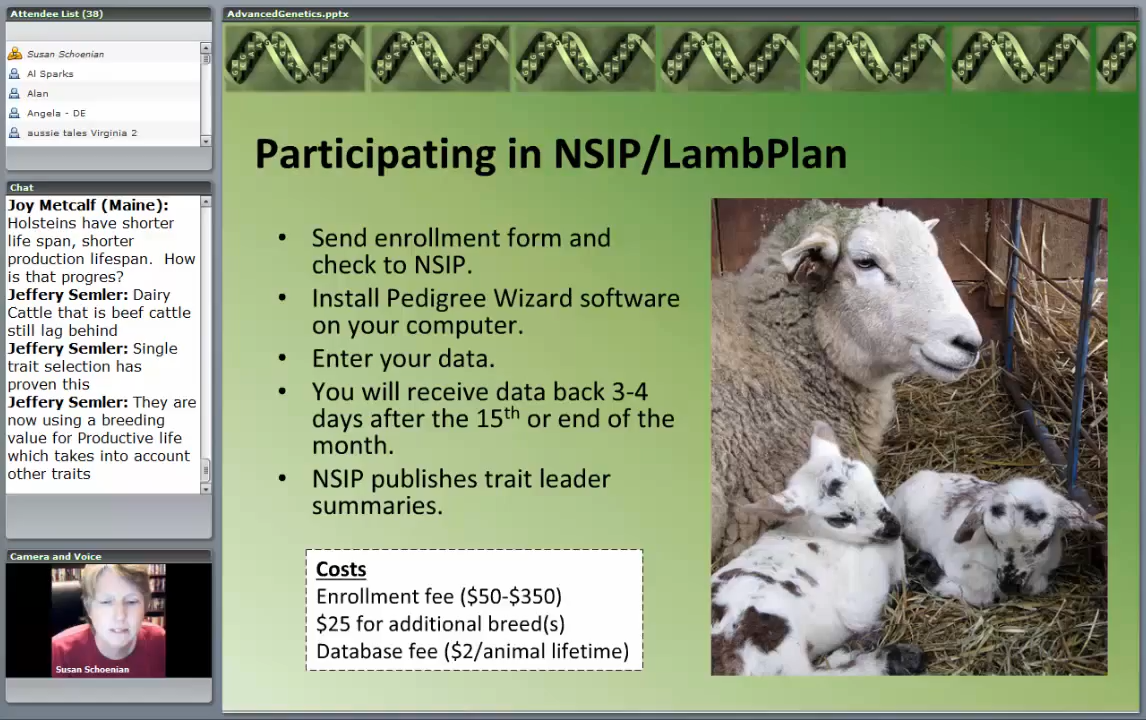 Attendee List (38)
Susan Schoenian
Al Sparks
Alan
Angela - DE
aussie tales Virginia 2
Chat
Joy Metcalf (Maine):
Holsteins have shorter
life span, shorter
production lifespan. How
is that progres?
Jeffery Semler: Dairy
Cattle that is beef cattle
still lag behind
Jeffery Semler: Single
trait selection has
proven this
Jeffery Semler: They are
now using a breeding
value for Productive life
which takes into account
other traits
Camera and Voice
Susan Schoenian
AdvancedGenetics.pptx
Participating in NSIP/LambPlan
• Send enrollment form and
check to NSIP.
• Install Pedigree Wizard software
on your computer.
• Enter your data.
• You will receive data back 3-4
days after the 15th or end of the
month.
• NSIP publishes trait leader
summaries.
Costs
Enrollment fee ($50-$350)
$25 for additional breed(s)
Database fee ($2/animal lifetime)